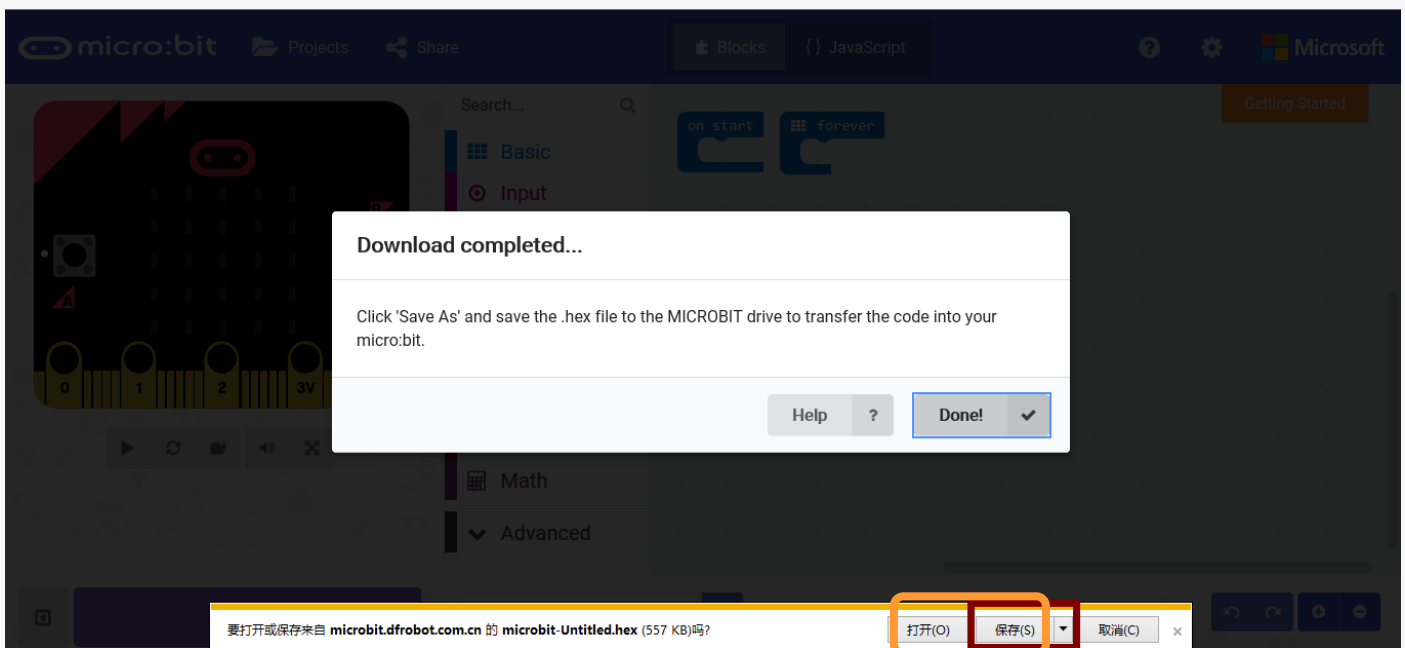 micro:bit Projects Share Blocks {} JavaScript ? Microsoft
Search...
Getting Started
on start
forever
Basic
Input
B
A
Download completed...
Click 'Save As' and save the .hex file to the MICROBIT drive to transfer the code into your
micro:bit.
Help ?
Done!
0 1 2 3V
Math
Advanced
要打开或保存来自 microbit.dfrobot.com.cn 的 microbit-Untitled.hex (557 KB)吗?
打开(O) 保存(S) 取消(C) ×